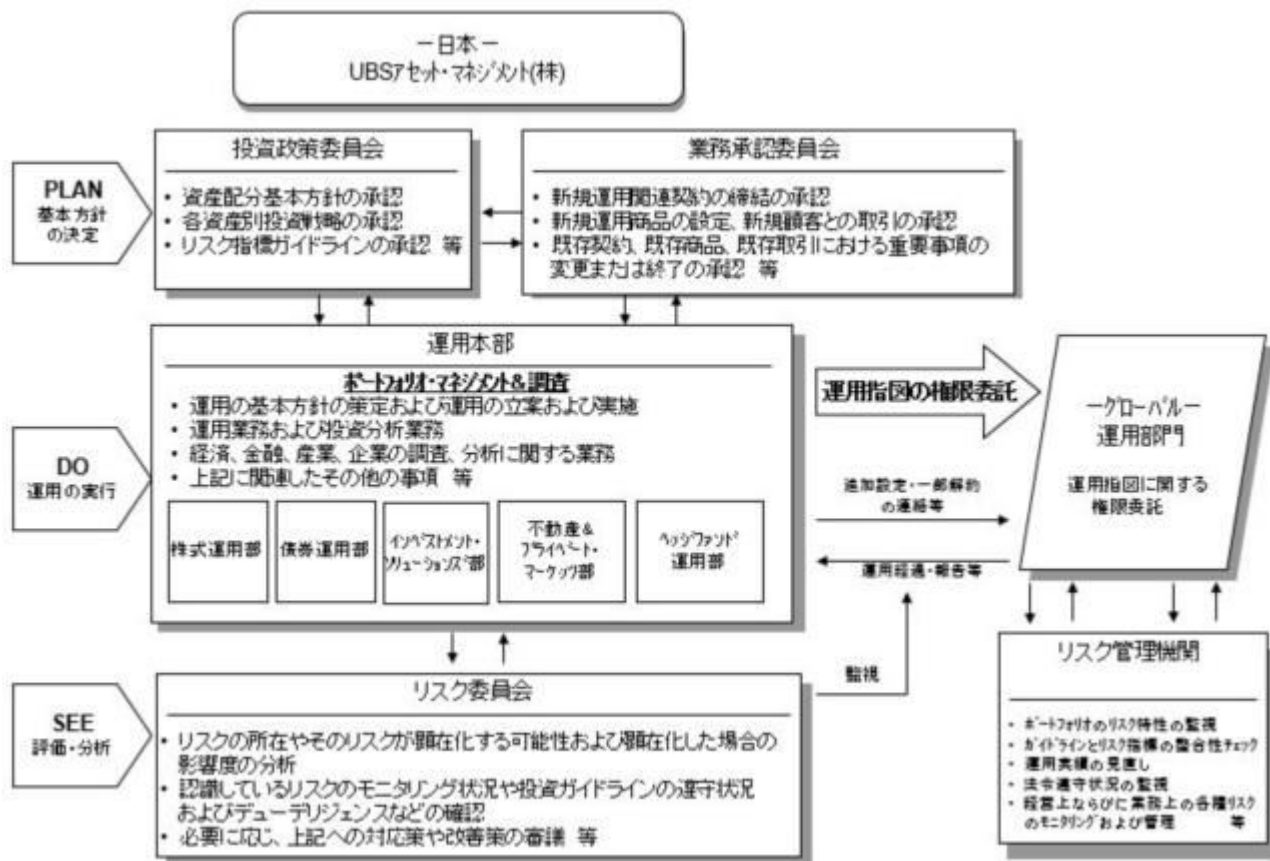 －日本－
UBSアセット・マネジメント(株)
PLAN
基本方針
の決定
投資政策委員会
・ 資産配分基本方針の承認
・ 各資産別投資戦略の承認
・ リスク指標ガイドラインの承認 等
業務承認委員会
・ 新規運用関連契約の締結の承認
・ 新規運用商品の設定、新規顧客との取引の承認
・ 既存契約、既存商品、既存取引における重要事項の
変更または終了の承認 等
DO
運用の実行
運用本部
ポートフォリオ・マネジメント＆調査
・ 運用の基本方針の策定および運用の立案および実施
・ 運用業務および投資分析業務
・ 経済、金融、産業、企業の調査、分析に関する業務
・ 上記に関連したその他の事項 等
株式運用部
債券運用部
インベストメント・
ソリューションズ部
不動産＆
プライベート・
マーケッツ部
ヘッジファンド
運用部
運用指図の権限委託
追加設定・一部解約
の連絡等
運用経過・報告等
監視
－グローバル－
運用部門
運用指図に関する
権限委託
SEE
評価・分析
リスク委員会
・ リスクの所在やそのリスクが顕在化する可能性および顕在化した場合の
影響度の分析
・ 認識しているリスクのモニタリング状況や投資ガイドラインの遵守状況
およびデューデリジェンスなどの確認
・ 必要に応じ、上記への対応策や改善策の審議 等
リスク管理機関
・ ポートフォリオのリスク特性の監視
・ ガイドラインとリスク指標の整合性チェック
・ 運用実績の見直し
・ 法令遵守状況の監視
・ 経営上ならびに業務上の各種リスク
のモニタリングおよび管理 等